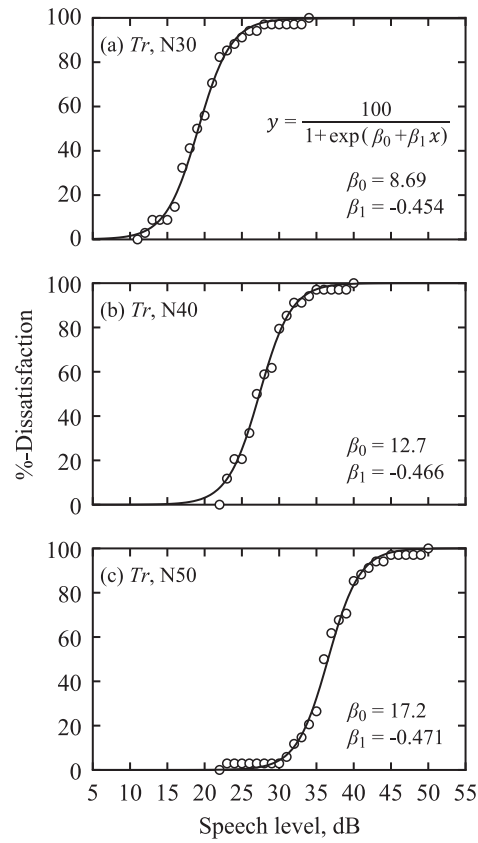 100
80
60
40
20
0
(a) Tr, N30
y = 100 / 1+exp(β0+β1x)
β0 = 8.69
β1 = -0.454
100
80
60
40
20
0
(b) Tr, N40
β0 = 12.7
β1 = -0.466
%-Dissatisfaction
100
80
60
40
20
0
(c) Tr, N50
β0 = 17.2
β1 = -0.471
5 10 15 20 25 30 35 40 45 50 55
Speech level, dB